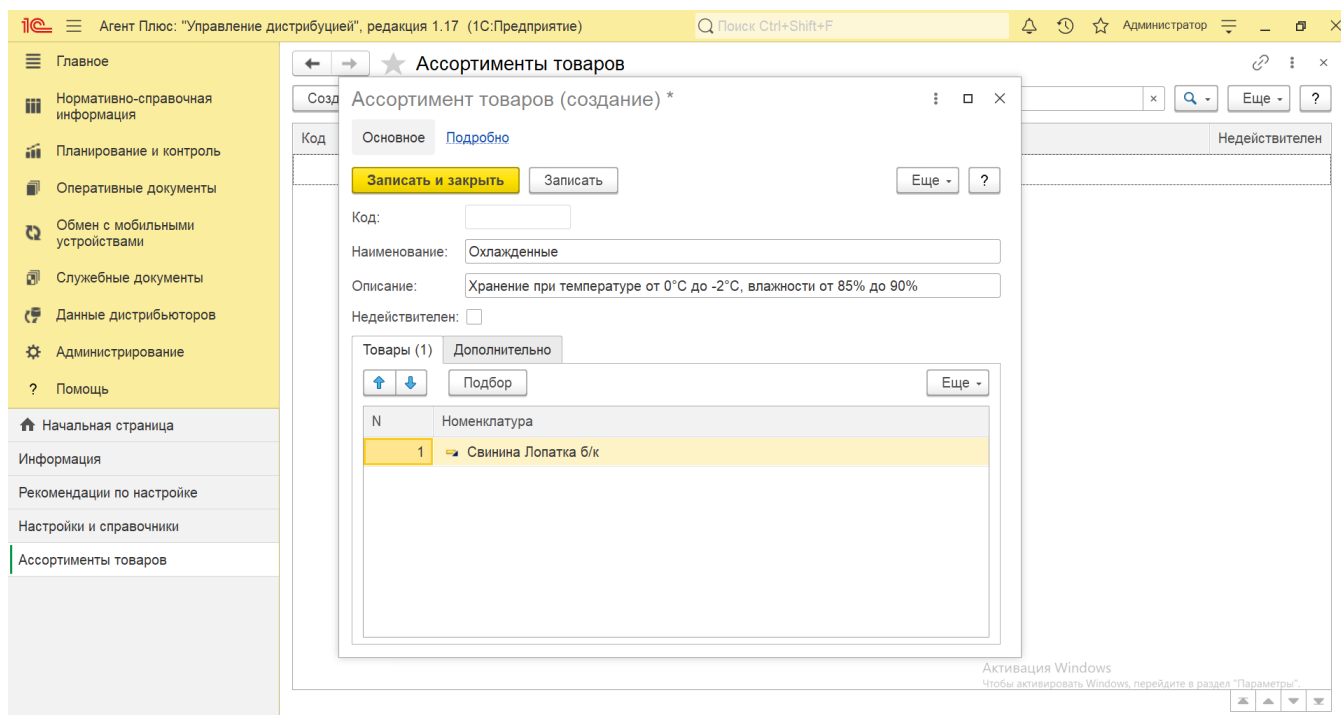 1С Агент Плюс: "Управление дистрибуцией", редакция 1.17 (1С:Предприятие) Поиск Ctrl+Shift+F Администратор
Главное
Нормативно-справочная
информация
Планирование и контроль
Оперативные документы
Обмен с мобильными
устройствами
Служебные документы
Данные дистрибьюторов
Администрирование
? Помощь
Начальная страница
Информация
Рекомендации по настройке
Настройки и справочники
Ассортименты товаров
Ассортименты товаров
Созд
Еще ?
Код Недействителен
Ассортимент товаров (создание) *
Основное Подробно
Записать и закрыть Записать Еще ?
Код:
Наименование: Охлажденные
Описание: Хранение при температуре от 0°С до -2°С, влажности от 85% до 90%
Недействителен:
Товары (1) Дополнительно
Подбор Еще
N Номенклатура
1 Свинина Лопатка б/к
Активация Windows
Чтобы активировать Windows, перейдите в раздел "Параметры".